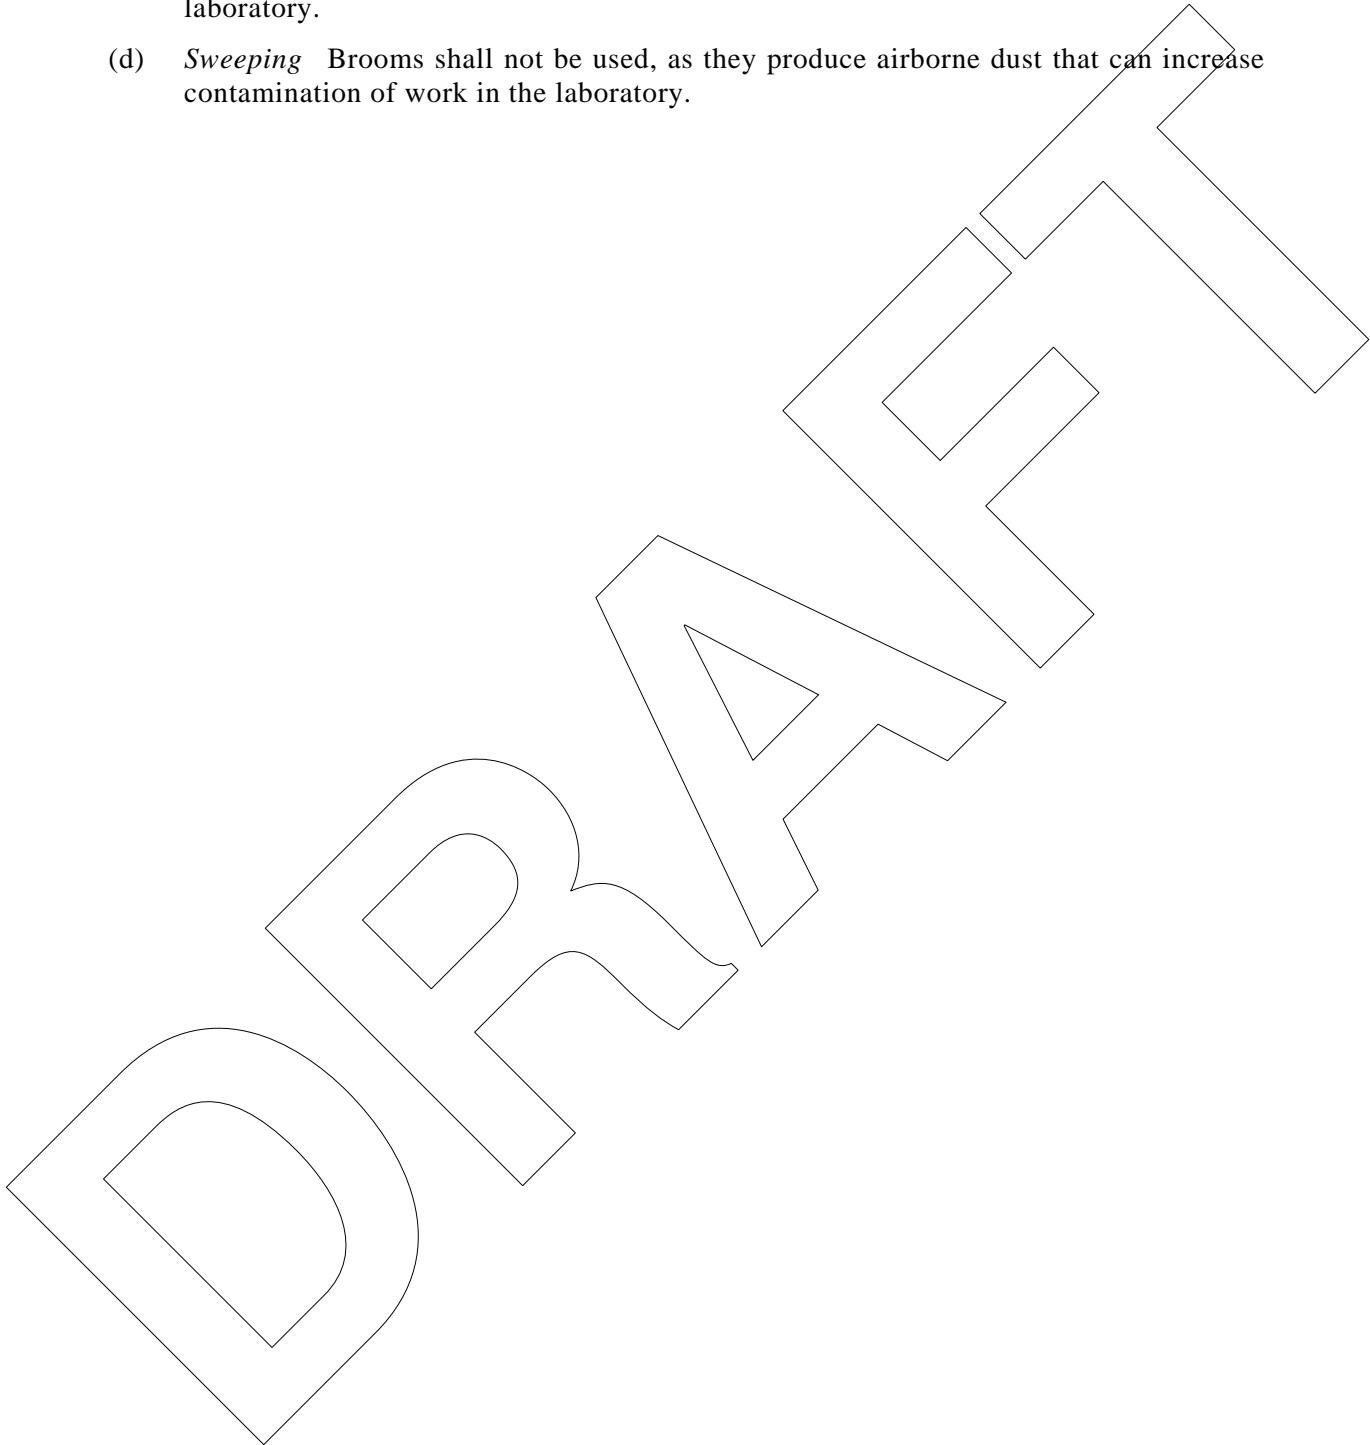 laboratory.
(d) Sweeping Brooms shall not be used, as they produce airborne dust that can increase
contamination of work in the laboratory.
DRAFT